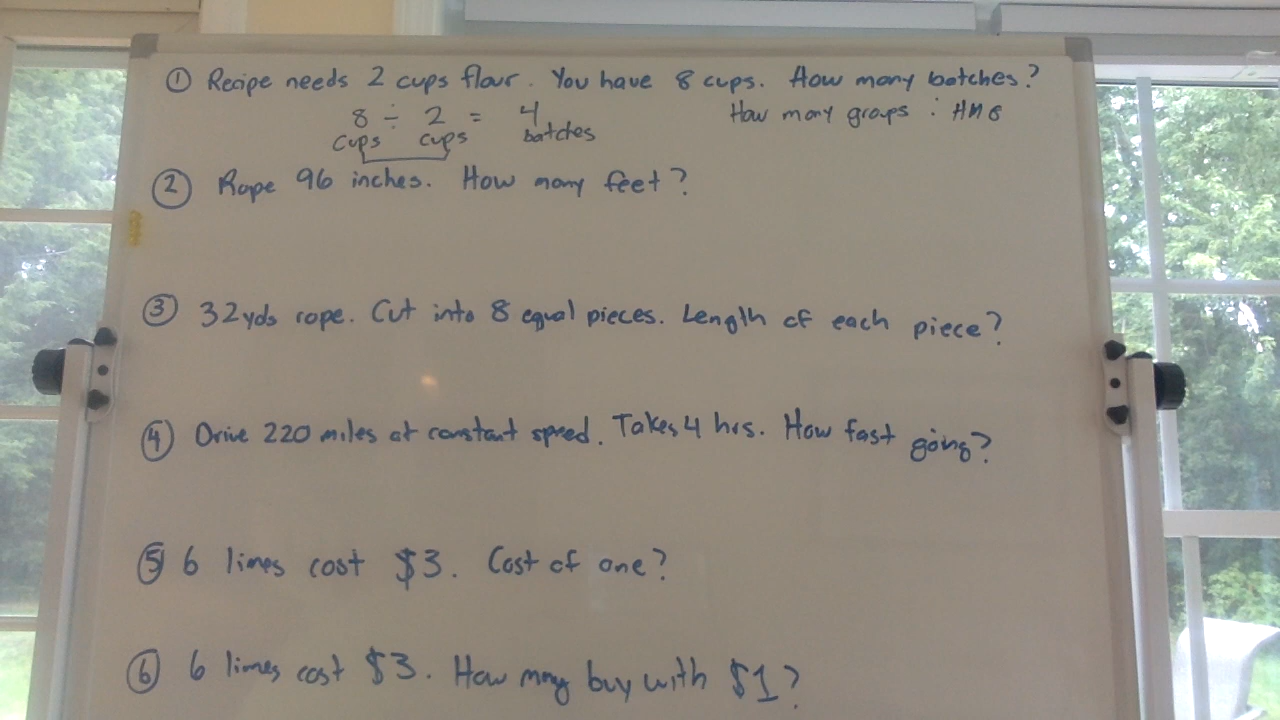 ① Recipe needs 2 cups flour. You have 8 cups. How many batches?
8 ÷ 2 = 4 How many groups : HMG
cups cups batches
② Rope 96 inches. How many feet?
③ 32yds rope. Cut into 8 equal pieces. Length of each piece?
④ Drive 220 miles at constant speed. Takes 4 hrs. How fast going?
⑤ 6 limes cost $3. Cost of one?
⑥ 6 limes cost $3. How many buy with $1?